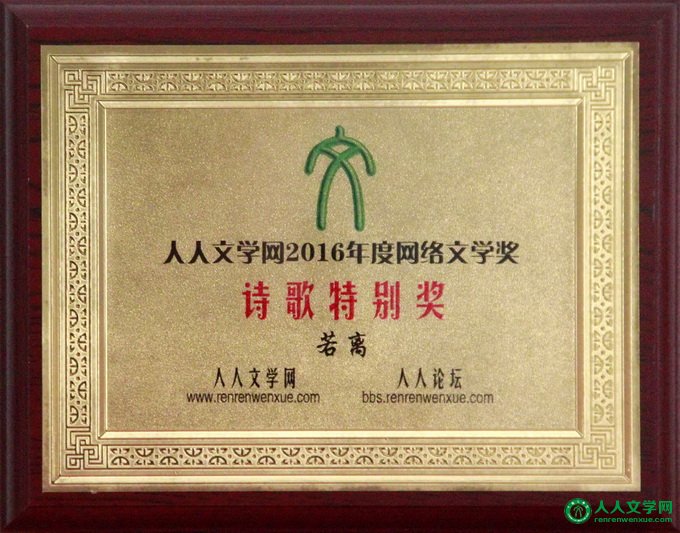 人人文学网2016年度网络文学奖
诗歌特别奖
若离
人人文学网
www.renrenwenxue.com
人人论坛
bbs.renrenwenxue.com
人人文学网
renrenwenxue.com